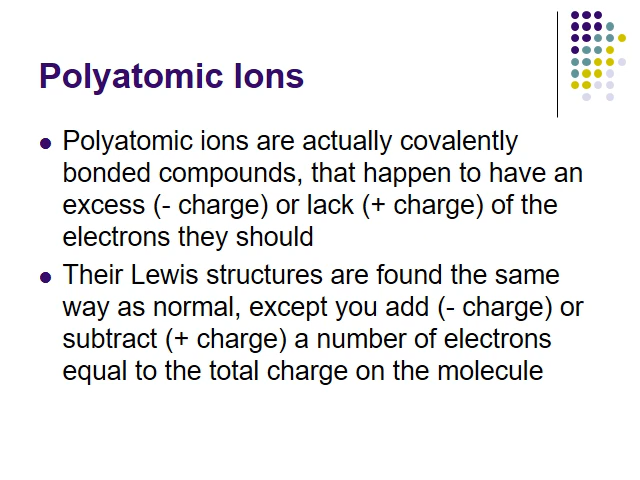 Polyatomic Ions
Polyatomic ions are actually covalently
bonded compounds, that happen to have an
excess (- charge) or lack (+ charge) of the
electrons they should
Their Lewis structures are found the same
way as normal, except you add (- charge) or
subtract (+ charge) a number of electrons
equal to the total charge on the molecule